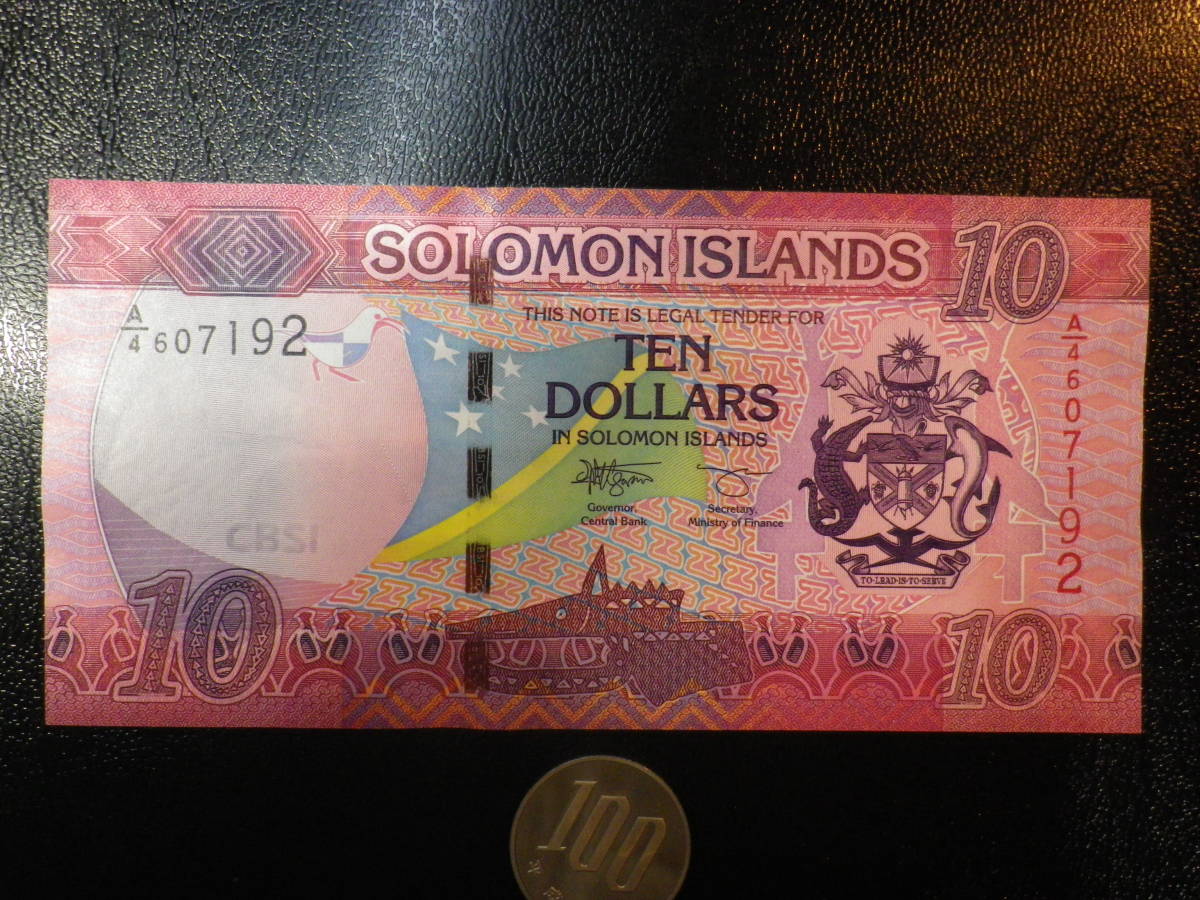 SOLOMON ISLANDS
10
THIS NOTE IS LEGAL TENDER FOR
A/4 607192
TEN
DOLLARS
IN SOLOMON ISLANDS
A/4 607192
Governor,
Central Bank
Secretary,
Ministry of Finance
CBSI
TO·LEAD·IS·TO·SERVE
10
10
100